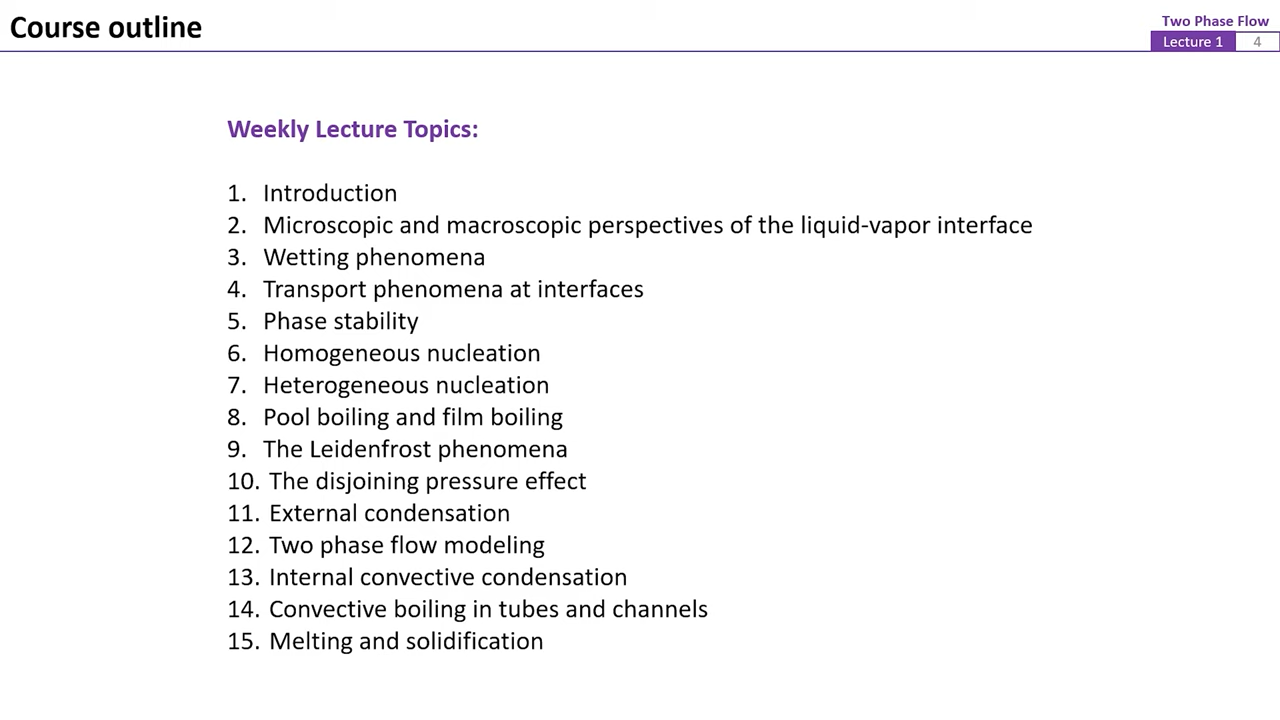 Course outline
Two Phase Flow
Lecture 1
4
Weekly Lecture Topics:
1. Introduction
2. Microscopic and macroscopic perspectives of the liquid-vapor interface
3. Wetting phenomena
4. Transport phenomena at interfaces
5. Phase stability
6. Homogeneous nucleation
7. Heterogeneous nucleation
8. Pool boiling and film boiling
9. The Leidenfrost phenomena
10. The disjoining pressure effect
11. External condensation
12. Two phase flow modeling
13. Internal convective condensation
14. Convective boiling in tubes and channels
15. Melting and solidification